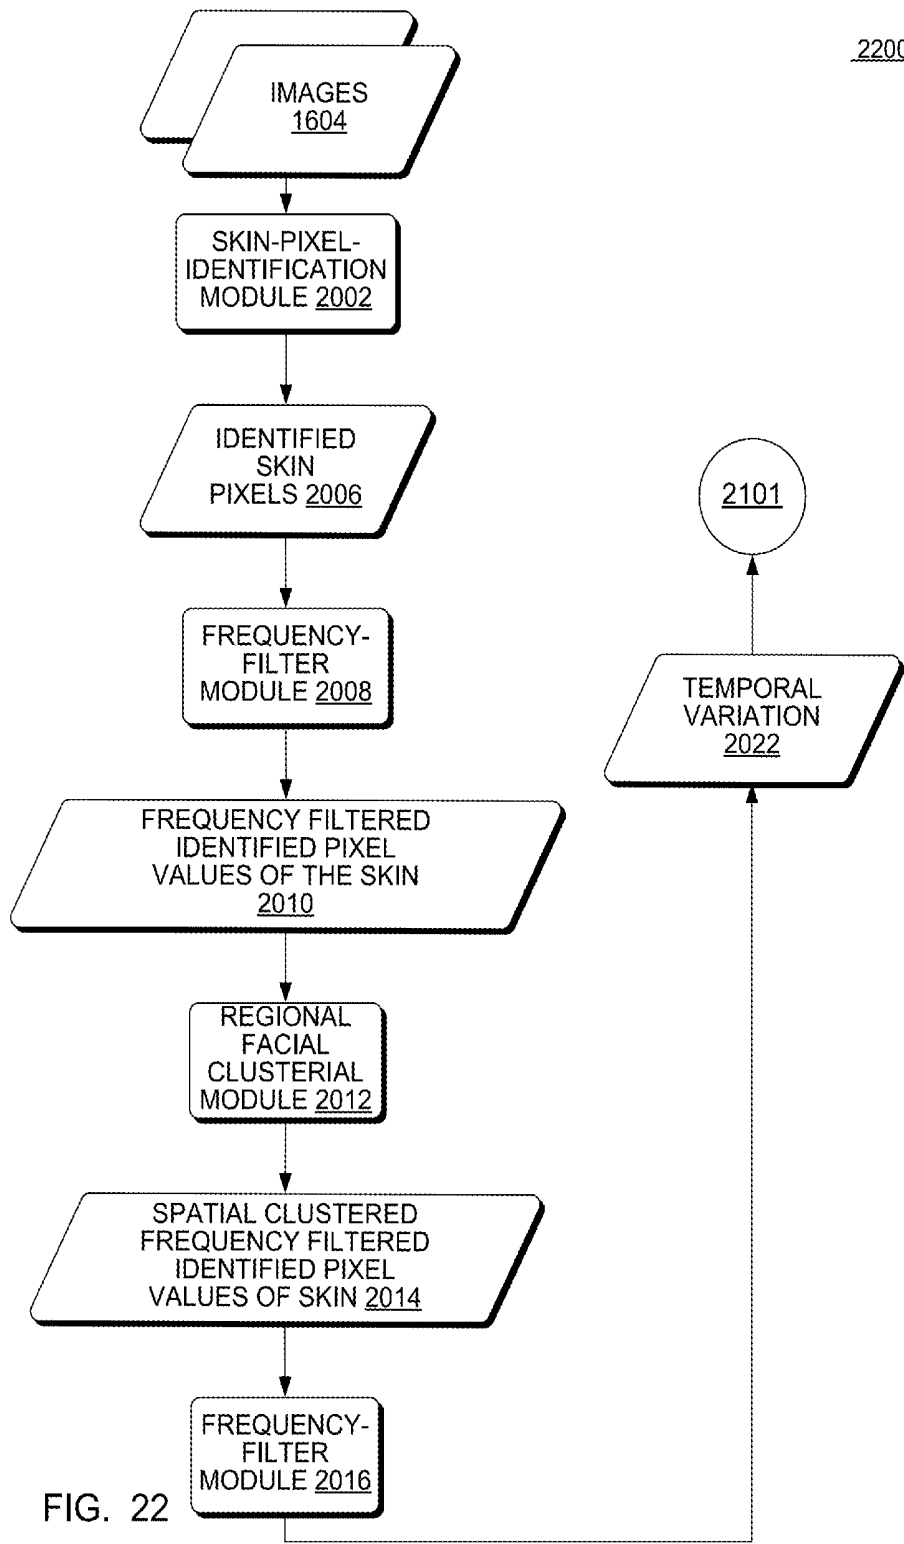 2200
IMAGES
1604
SKIN-PIXEL-
IDENTIFICATION
MODULE 2002
IDENTIFIED
SKIN
PIXELS 2006
FREQUENCY-
FILTER
MODULE 2008
FREQUENCY FILTERED
IDENTIFIED PIXEL
VALUES OF THE SKIN
2010
REGIONAL
FACIAL
CLUSTERIAL
MODULE 2012
SPATIAL CLUSTERED
FREQUENCY FILTERED
IDENTIFIED PIXEL
VALUES OF SKIN 2014
FREQUENCY-
FILTER
MODULE 2016
TEMPORAL
VARIATION
2022
2101
FIG. 22